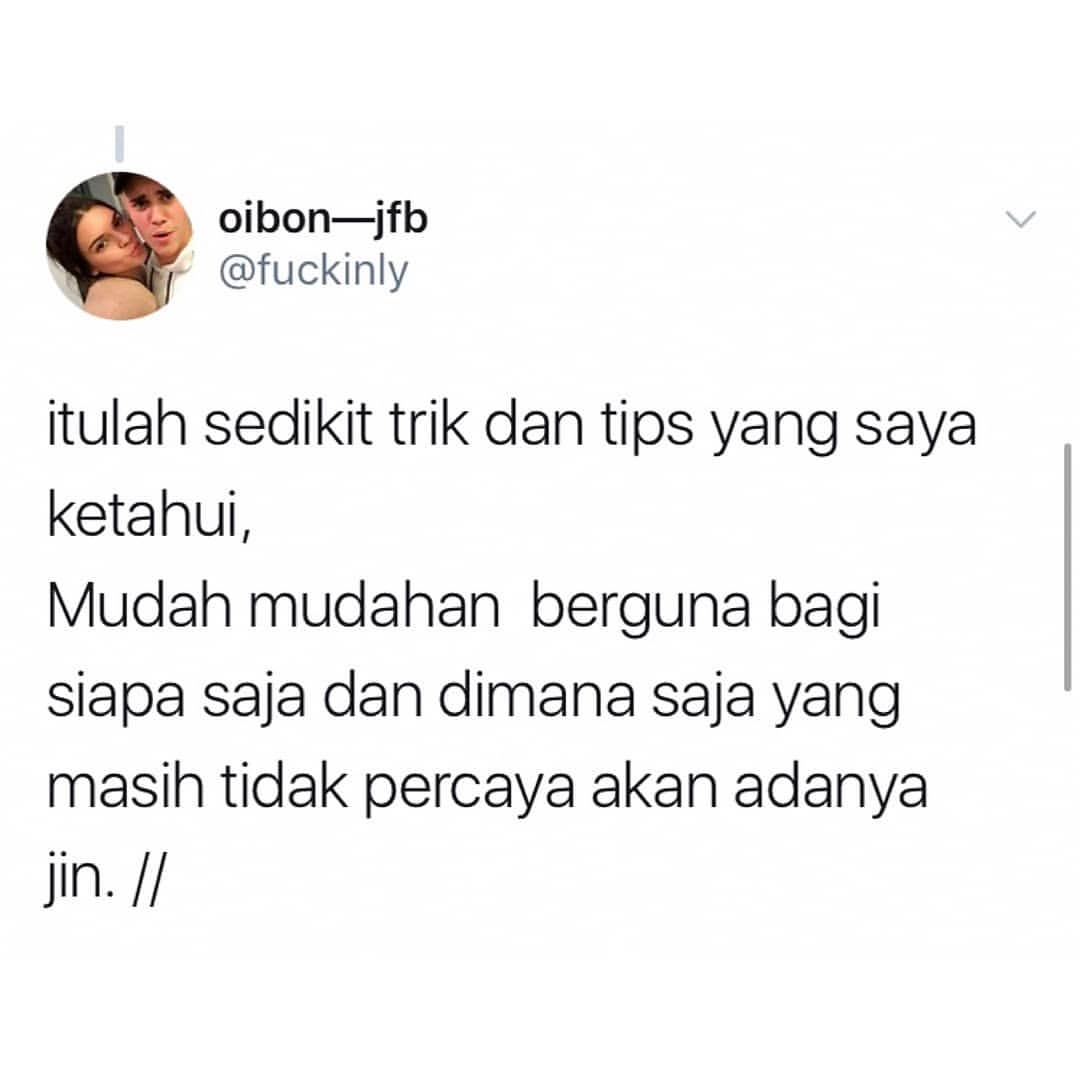 oibon—jfb
@fuckinly
itulah sedikit trik dan tips yang saya
ketahui,
Mudah mudahan  berguna bagi
siapa saja dan dimana saja yang
masih tidak percaya akan adanya
jin. //